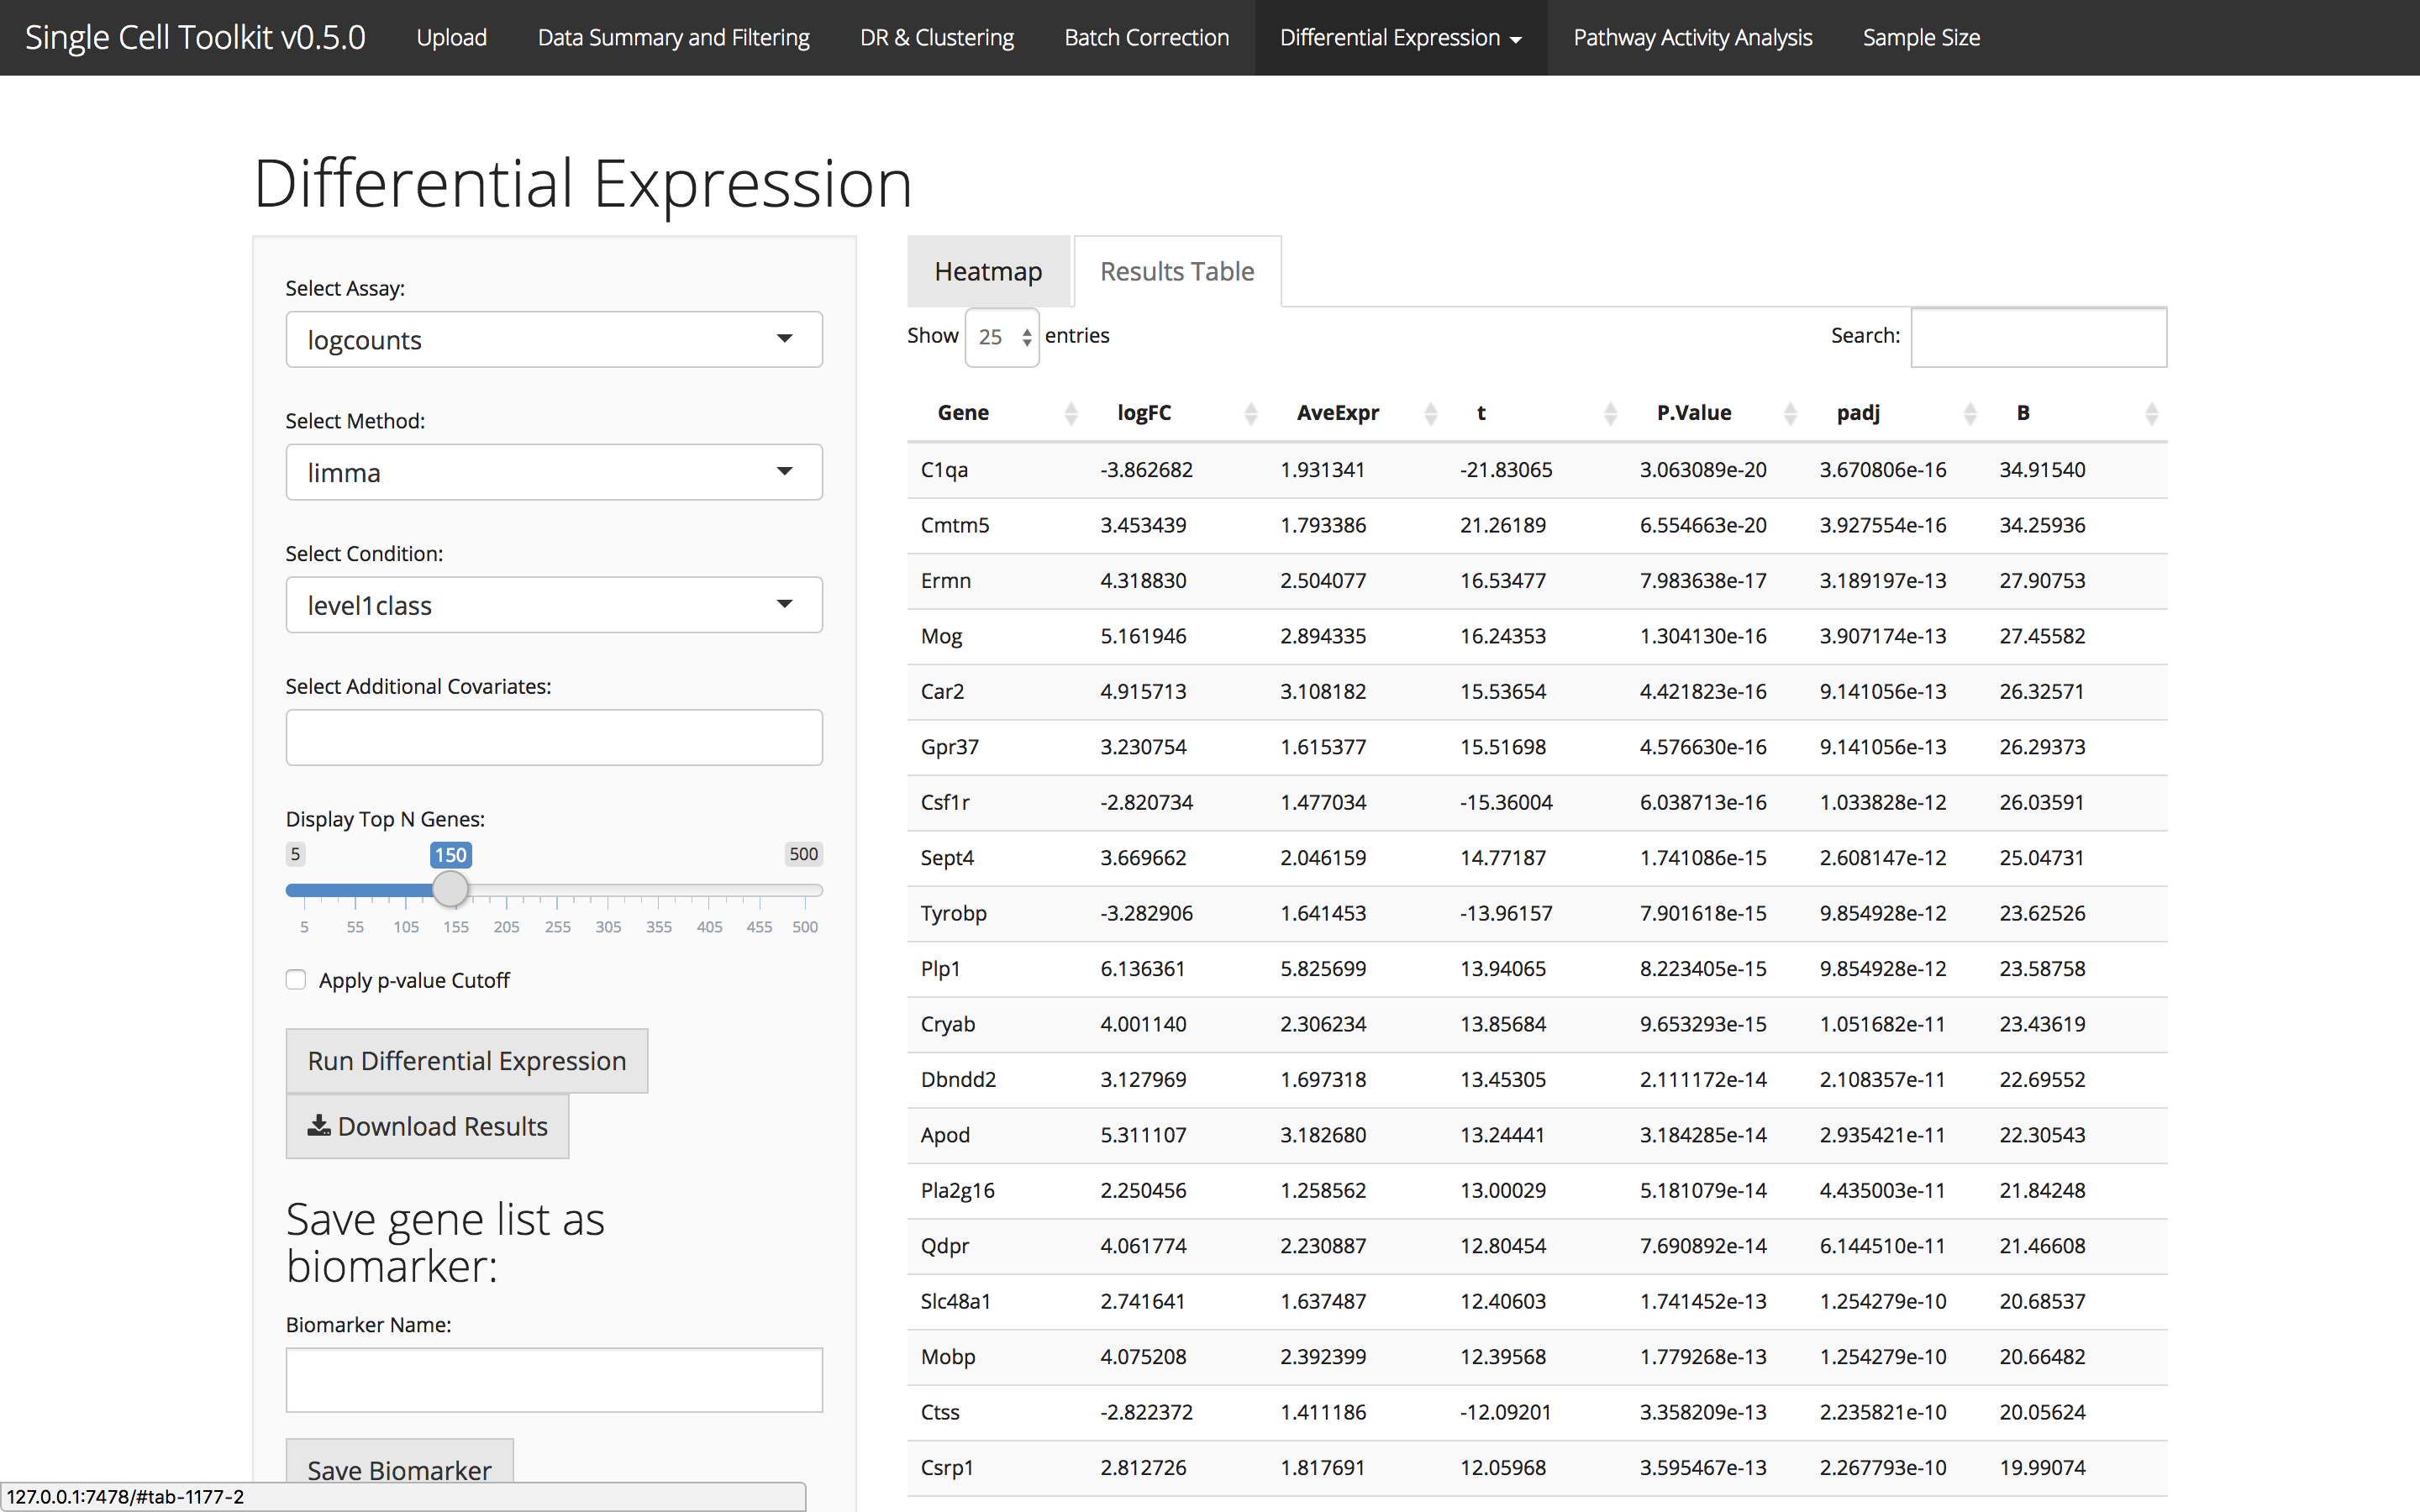 Single Cell Toolkit v0.5.0 Upload Data Summary and Filtering DR & Clustering Batch Correction Differential Expression Pathway Activity Analysis Sample Size
Differential Expression
Select Assay:
logcounts
Select Method:
limma
Select Condition:
level1class
Select Additional Covariates:
Display Top N Genes:
5 150 500
5 55 105 155 205 255 305 355 405 455 500
Apply p-value Cutoff
Run Differential Expression
Download Results
Save gene list as
biomarker:
Biomarker Name:
Save Biomarker
Heatmap Results Table
Show 25 entries Search:
Gene logFC AveExpr t P.Value padj B
C1qa -3.862682 1.931341 -21.83065 3.063089e-20 3.670806e-16 34.91540
Cmtm5 3.453439 1.793386 21.26189 6.554663e-20 3.927554e-16 34.25936
Ermn 4.318830 2.504077 16.53477 7.983638e-17 3.189197e-13 27.90753
Mog 5.161946 2.894335 16.24353 1.304130e-16 3.907174e-13 27.45582
Car2 4.915713 3.108182 15.53654 4.421823e-16 9.141056e-13 26.32571
Gpr37 3.230754 1.615377 15.51698 4.576630e-16 9.141056e-13 26.29373
Csf1r -2.820734 1.477034 -15.36004 6.038713e-16 1.033828e-12 26.03591
Sept4 3.669662 2.046159 14.77187 1.741086e-15 2.608147e-12 25.04731
Tyrobp -3.282906 1.641453 -13.96157 7.901618e-15 9.854928e-12 23.62526
Plp1 6.136361 5.825699 13.94065 8.223405e-15 9.854928e-12 23.58758
Cryab 4.001140 2.306234 13.85684 9.653293e-15 1.051682e-11 23.43619
Dbndd2 3.127969 1.697318 13.45305 2.111172e-14 2.108357e-11 22.69552
Apod 5.311107 3.182680 13.24441 3.184285e-14 2.935421e-11 22.30543
Pla2g16 2.250456 1.258562 13.00029 5.181079e-14 4.435003e-11 21.84248
Qdpr 4.061774 2.230887 12.80454 7.690892e-14 6.144510e-11 21.46608
Slc48a1 2.741641 1.637487 12.40603 1.741452e-13 1.254279e-10 20.68537
Mobp 4.075208 2.392399 12.39568 1.779268e-13 1.254279e-10 20.66482
Ctss -2.822372 1.411186 -12.09201 3.358209e-13 2.235821e-10 20.05624
Csrp1 2.812726 1.817691 12.05968 3.595467e-13 2.267793e-10 19.99074
127.0.0.1:7478/#tab-1177-2